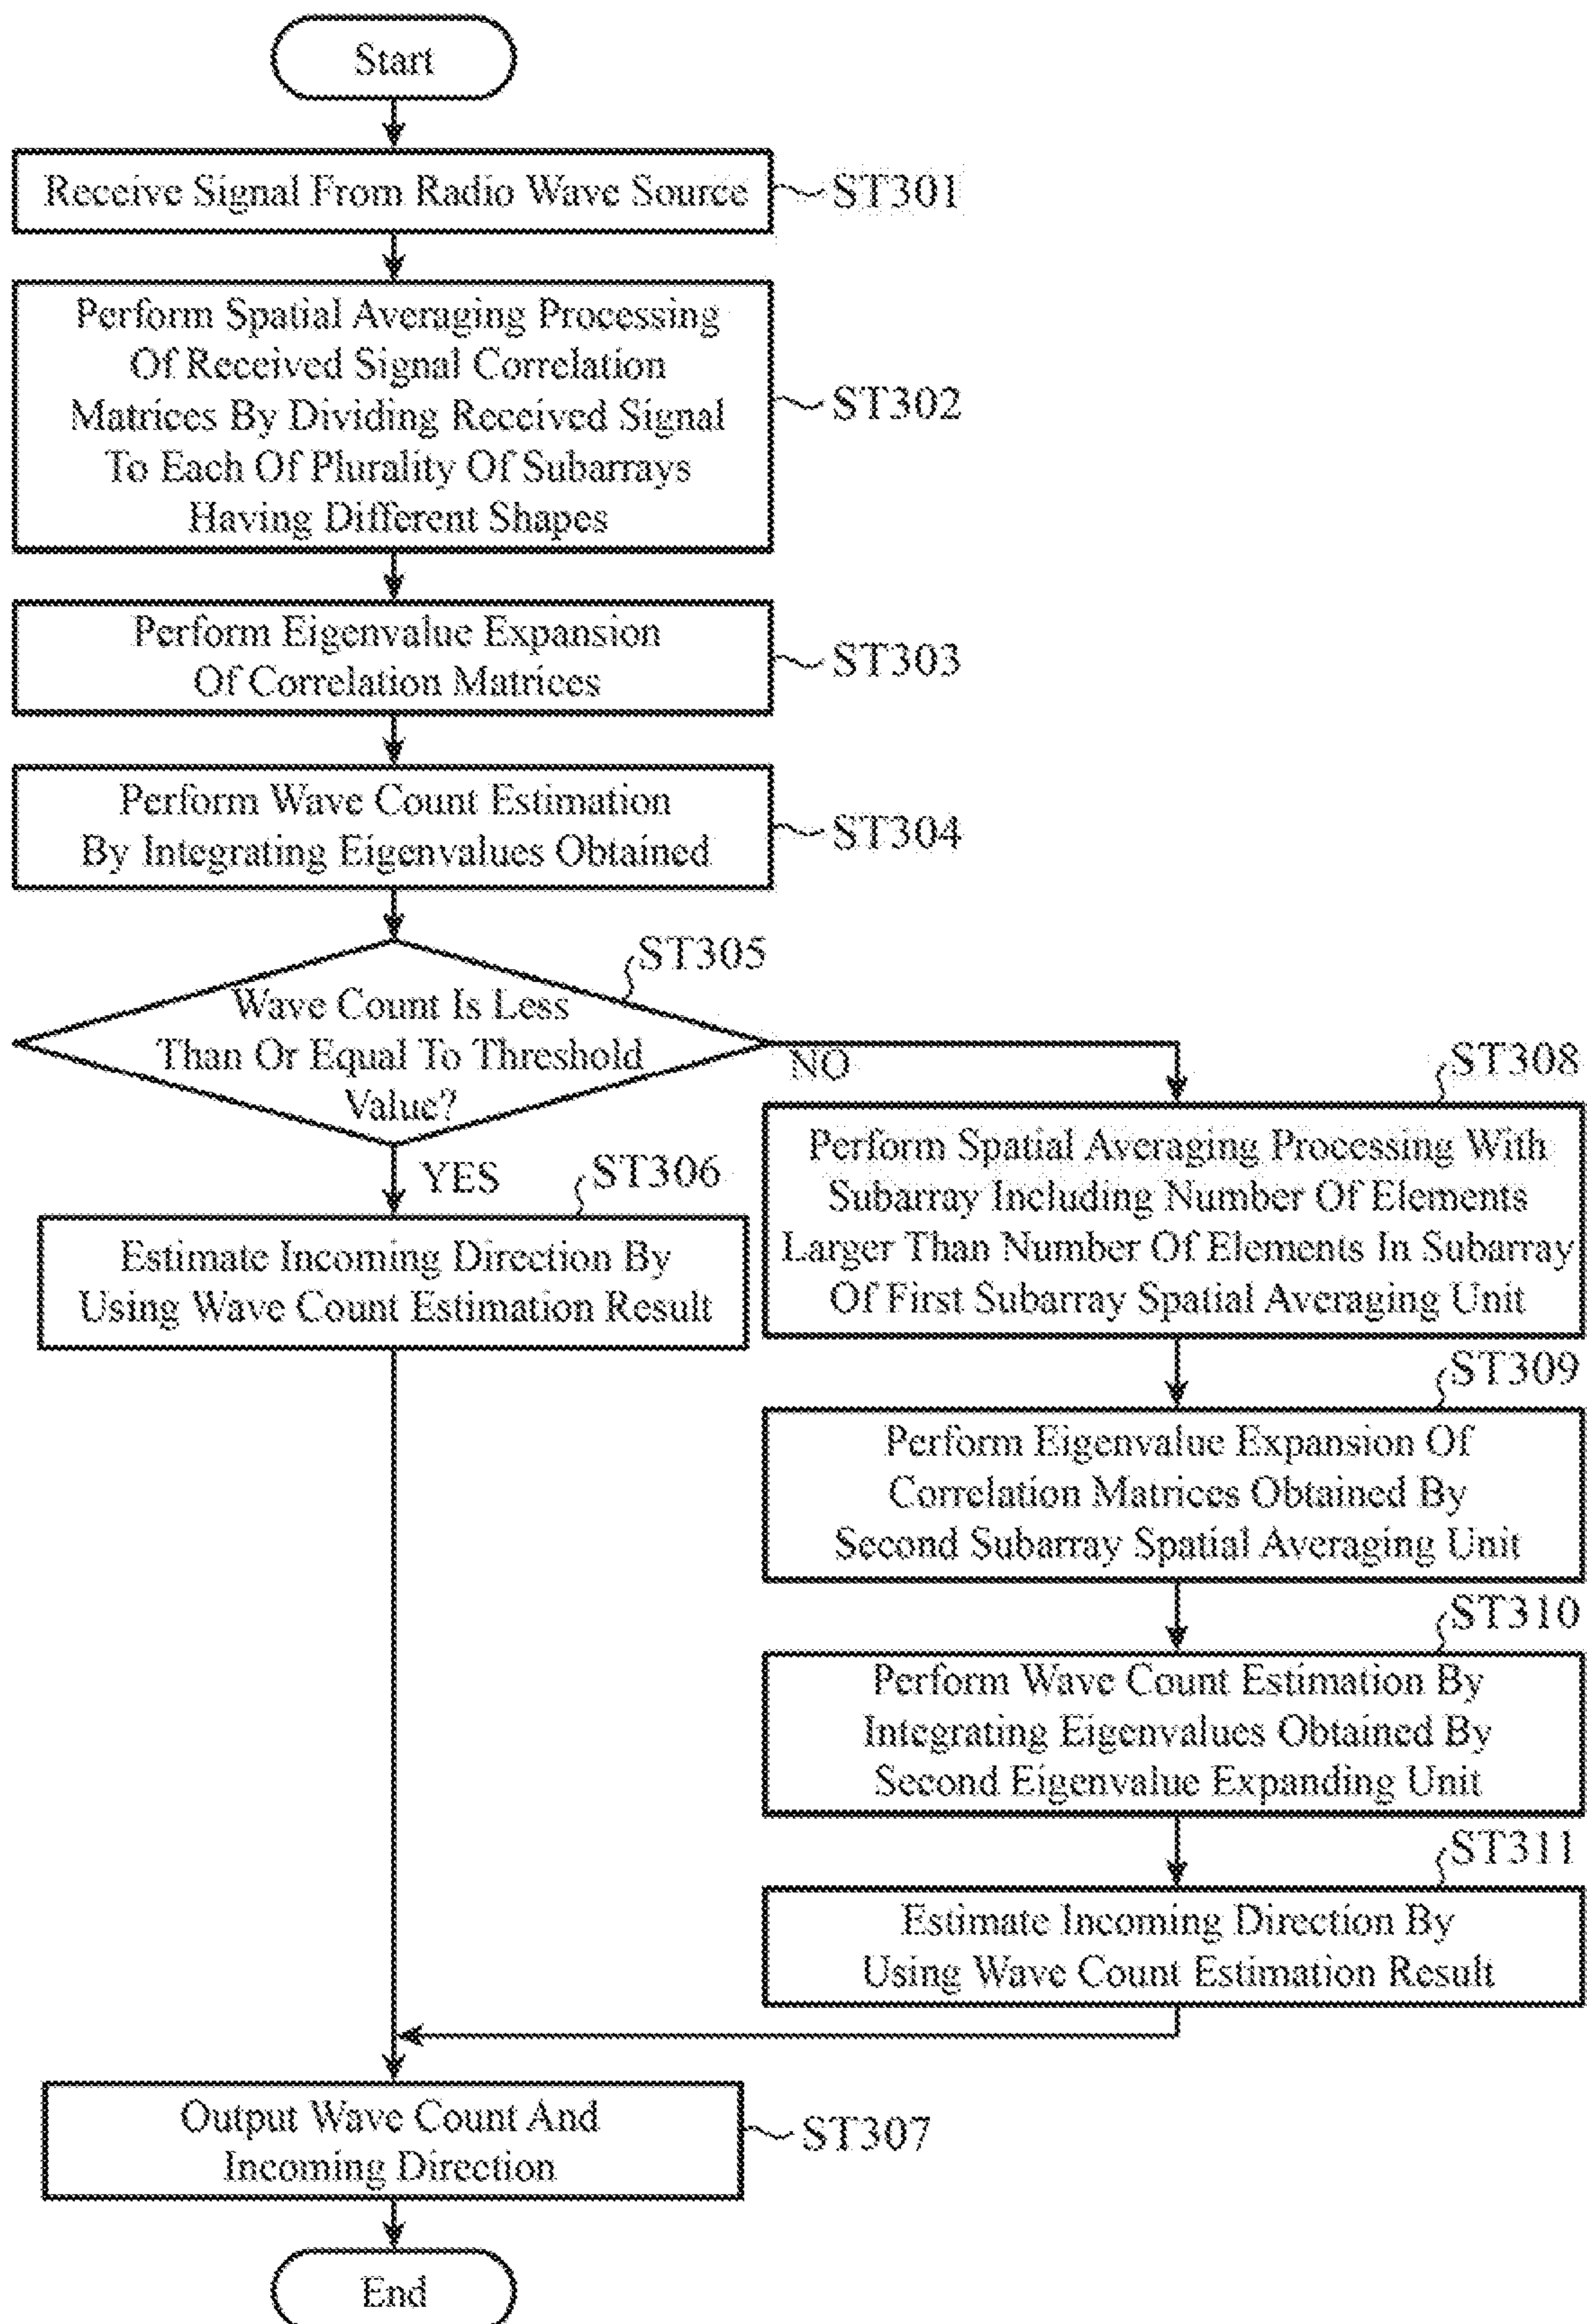 Start
Receive Signal From Radio Wave Source
ST301
Perform Spatial Averaging Processing
Of Received Signal Correlation
Matrices By Dividing Received Signal
To Each Of Plurality Of Subarrays
Having Different Shapes
ST302
Perform Eigenvalue Expansion
Of Correlation Matrices
ST303
Perform Wave Count Estimation
By Integrating Eigenvalues Obtained
ST304
ST305
Wave Count Is Less
Than Or Equal To Threshold
Value?
NO
YES
ST306
Estimate Incoming Direction By
Using Wave Count Estimation Result
ST308
Perform Spatial Averaging Processing With
Subarray Including Number Of Elements
Larger Than Number Of Elements In Subarray
Of First Subarray Spatial Averaging Unit
ST309
Perform Eigenvalue Expansion Of
Correlation Matrices Obtained By
Second Subarray Spatial Averaging Unit
ST310
Perform Wave Count Estimation By
Integrating Eigenvalues Obtained By
Second Eigenvalue Expanding Unit
ST311
Estimate Incoming Direction By
Using Wave Count Estimation Result
Output Wave Count And
Incoming Direction
ST307
End